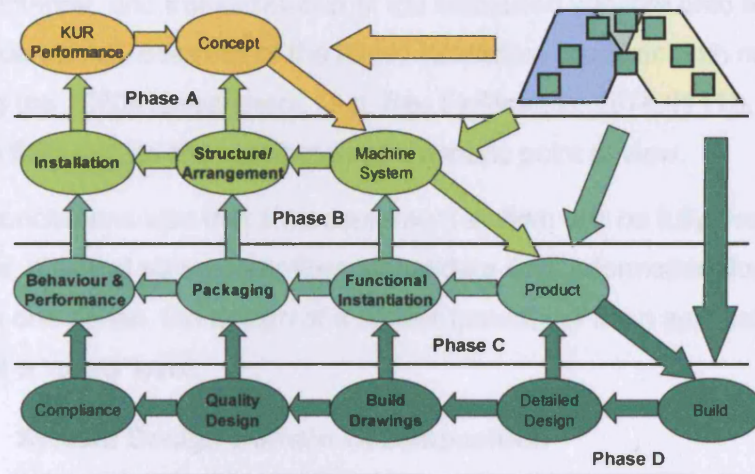 KUR
Performance
Concept
Phase A
Installation
Structure/
Arrangement
Machine
System
Phase B
Behaviour &
Performance
Packaging
Functional
Instantiation
Product
Phase C
Compliance
Quality
Design
Build
Drawings
Detailed
Design
Build
Phase D